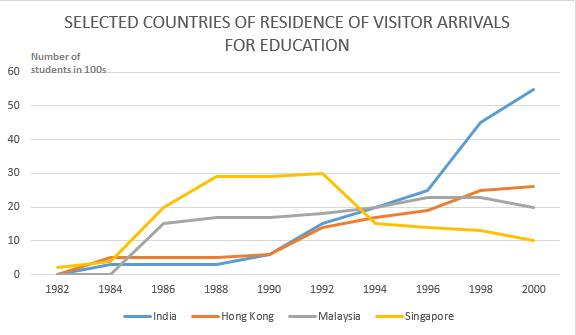 SELECTED COUNTRIES OF RESIDENCE OF VISITOR ARRIVALS
FOR EDUCATION
Number of
students in 100s
60
50
40
30
20
10
0
1982 1984 1986 1988 1990 1992 1994 1996 1998 2000
India Hong Kong Malaysia Singapore